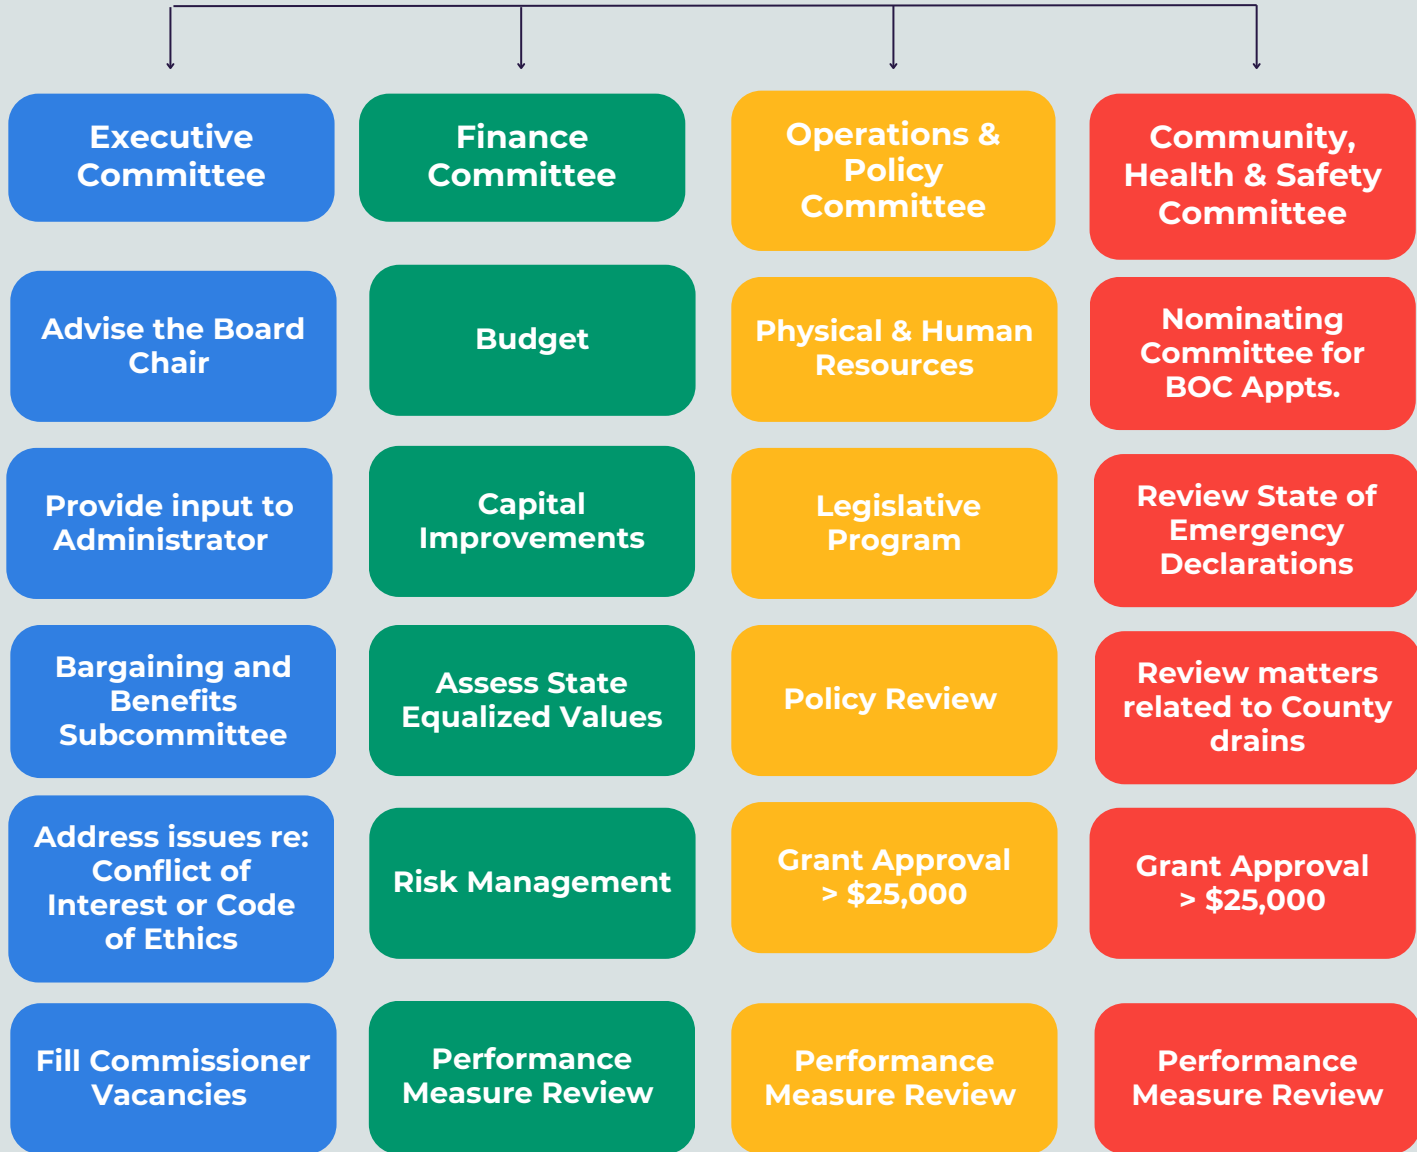 Executive
Committee
Finance
Committee
Operations &
Policy
Committee
Community,
Health & Safety
Committee
Advise the Board
Chair
Budget
Physical & Human
Resources
Nominating
Committee for
BOC Appts.
Provide input to
Administrator
Capital
Improvements
Legislative
Program
Review State of
Emergency
Declarations
Bargaining and
Benefits
Subcommittee
Assess State
Equalized Values
Policy Review
Review matters
related to County
drains
Address issues re:
Conflict of
Interest or Code
of Ethics
Risk Management
Grant Approval
> $25,000
Grant Approval
> $25,000
Fill Commissioner
Vacancies
Performance
Measure Review
Performance
Measure Review
Performance
Measure Review